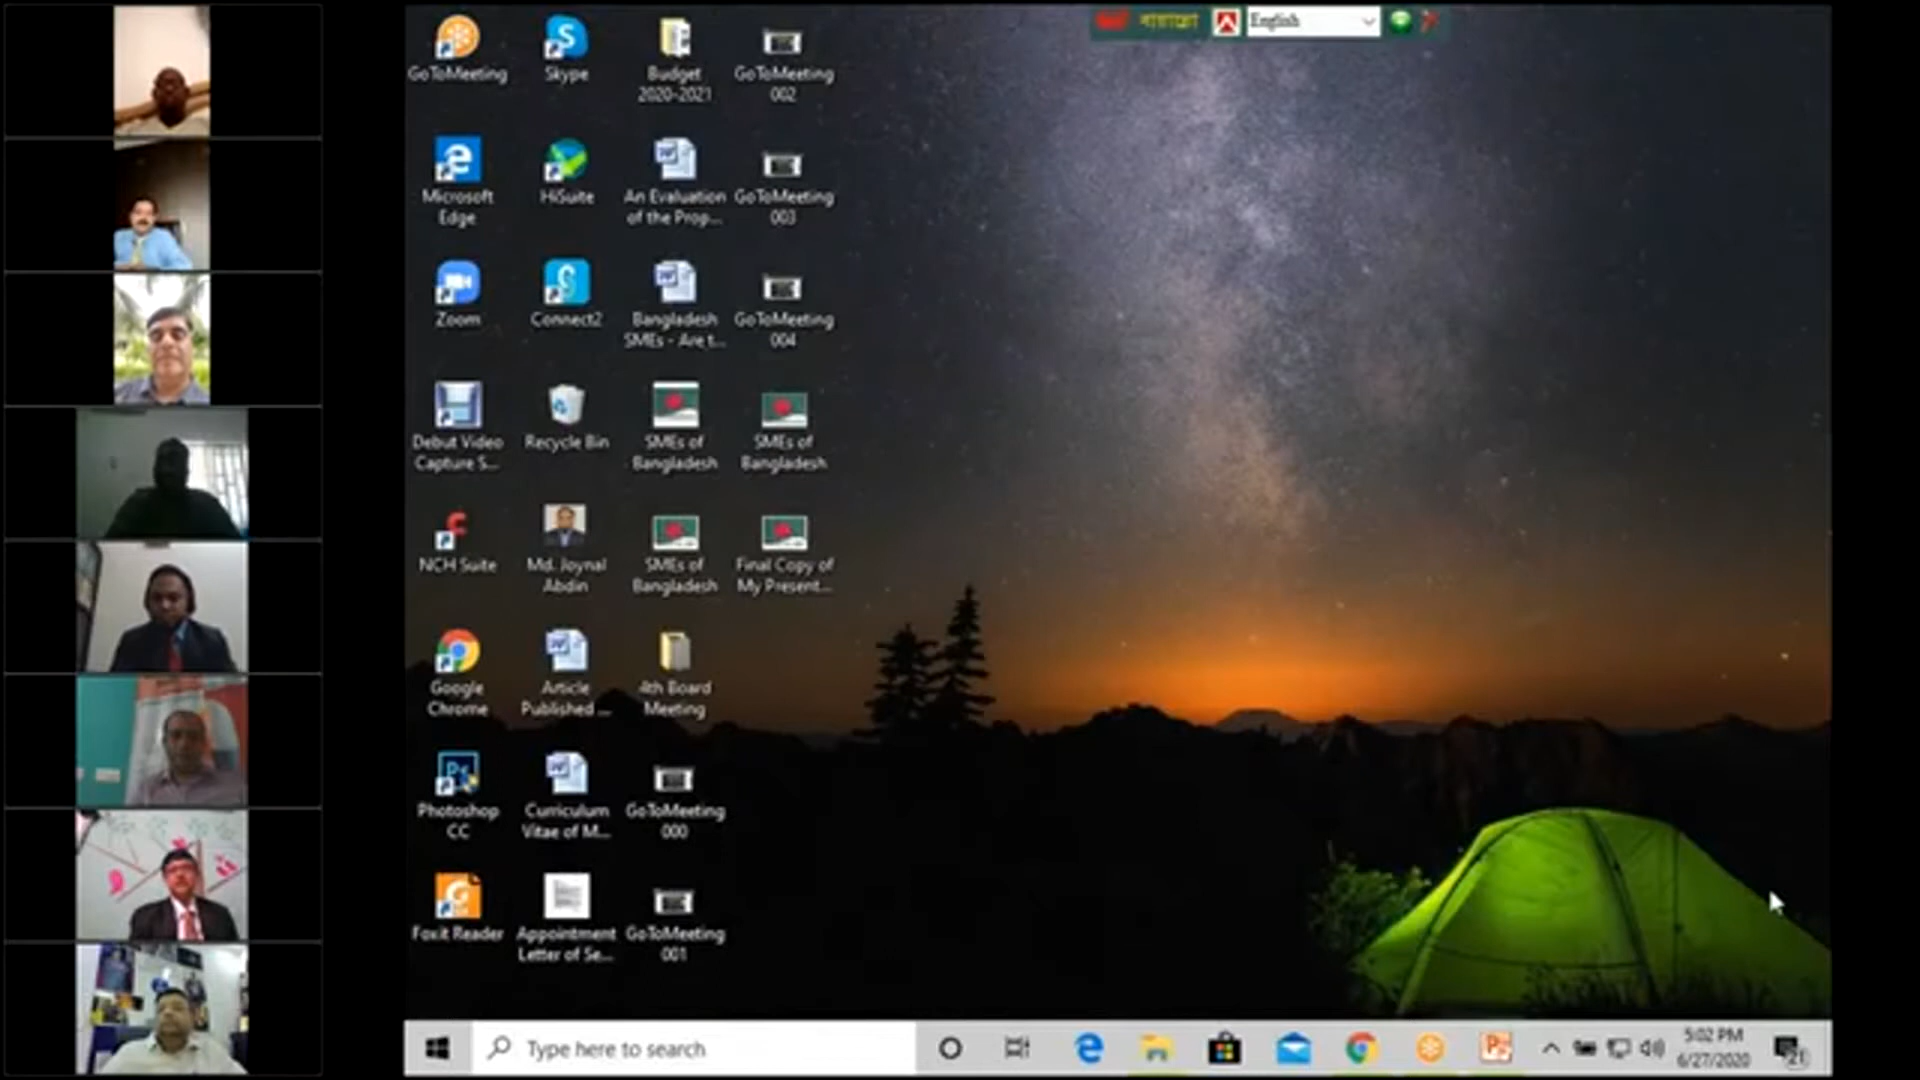 বায়ান্নো
English
GoToMeeting
Skype
Budget
2020-2021
GoToMeeting
002
Microsoft
Edge
HiSuite
An Evaluation
of the Prop...
GoToMeeting
003
Zoom
Connect2
Bangladesh
SMEs - Are t...
GoToMeeting
004
Debut Video
Capture S...
Recycle Bin
SMEs of
Bangladesh
SMEs of
Bangladesh
NCH Suite
Md. Joynal
Abdin
SMEs of
Bangladesh
Final Copy of
My Present...
Google
Chrome
Article
Published ...
4th Board
Meeting
Photoshop
CC
Curriculum
Vitae of M...
GoToMeeting
000
Foxit Reader
Appointment
Letter of Se...
GoToMeeting
001
Type here to search
5:02 PM
6/27/2020
21